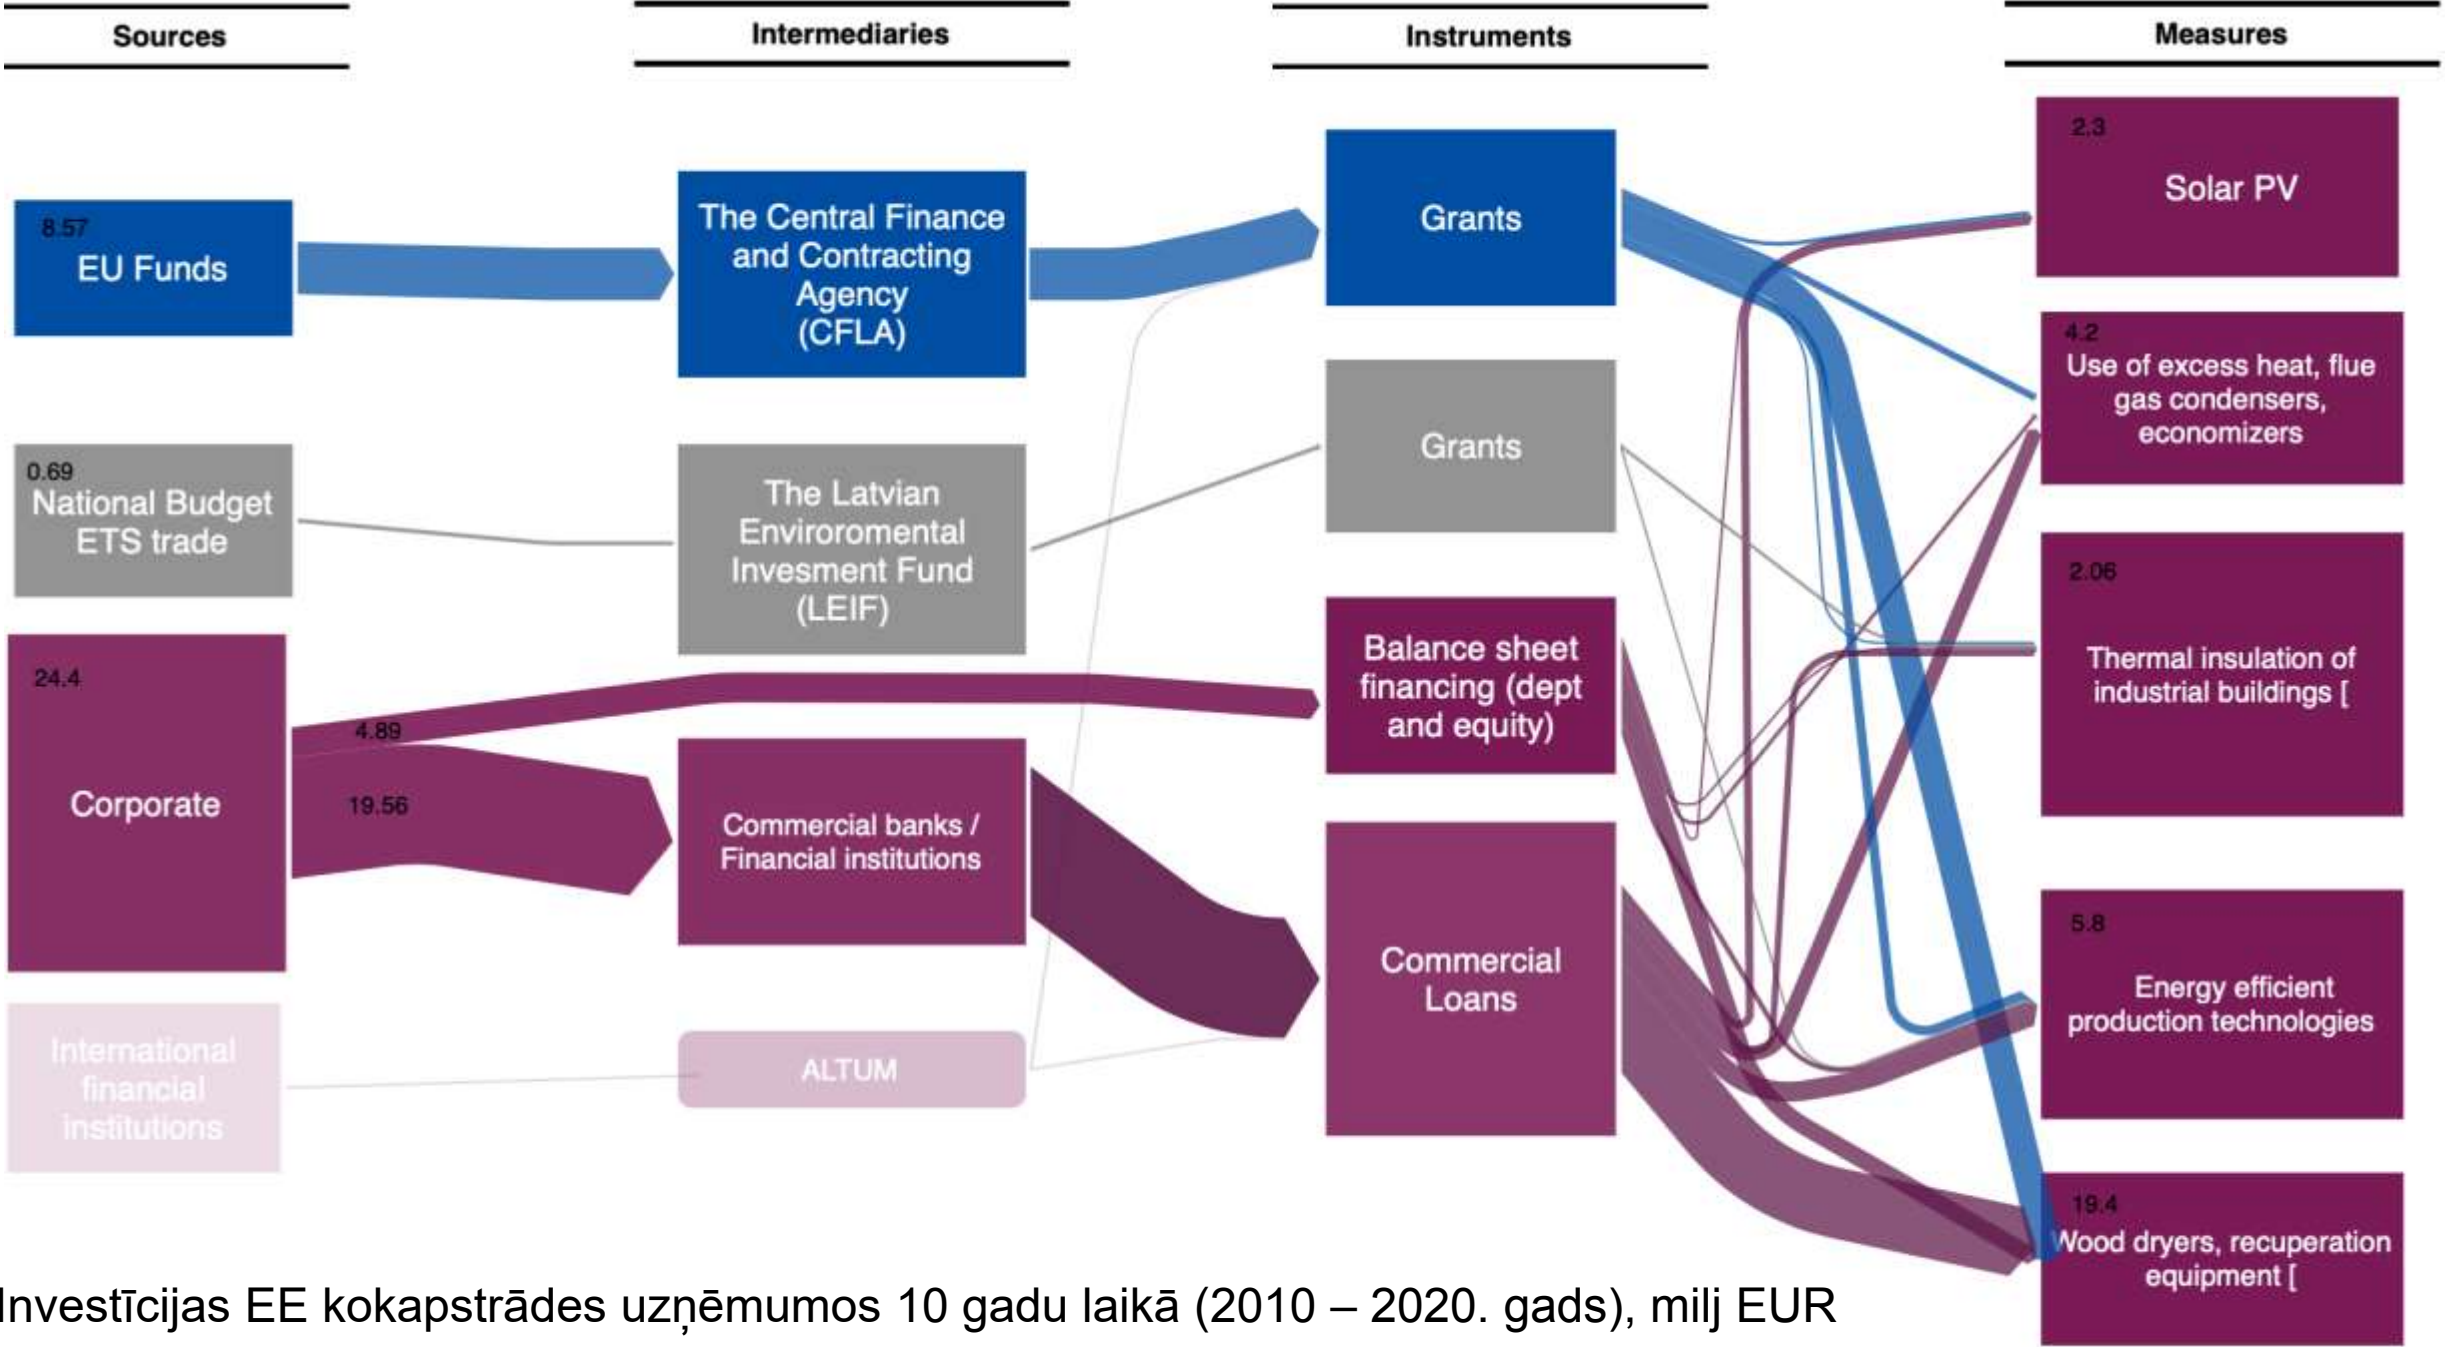 Sources
Intermediaries
Instruments
Measures
8.57
EU Funds
0.69
National Budget
ETS trade
24.4
Corporate
4.89
19.56
International
financial
institutions
The Central Finance
and Contracting
Agency
(CFLA)
The Latvian
Enviroromental
Invesment Fund
(LEIF)
Commercial banks /
Financial institutions
ALTUM
Grants
Grants
Balance sheet
financing (dept
and equity)
Commercial
Loans
2,3
Solar PV
4.2
Use of excess heat, flue
gas condensers,
economizers
2.06
Thermal insulation of
industrial buildings [
5.8
Energy efficient
production technologies
19.4
Wood dryers, recuperation
equipment [
Investīcijas EE kokapstrādes uzņēmumos 10 gadu laikā (2010 – 2020. gads), milj EUR